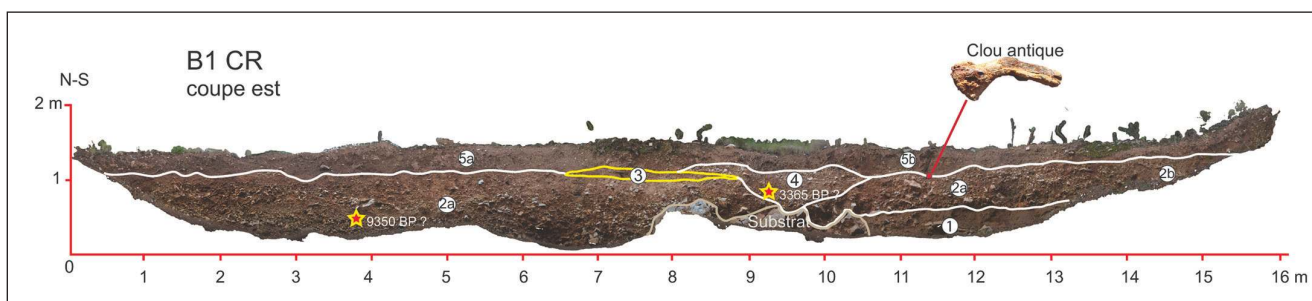 B1 CR
coupe est
Clou antique
N-S
2 m
5a
5b
3
4
2a
2b
1
3365 BP ?
2a
9350 BP ?
Substrat
1
0 1 2 3 4 5 6 7 8 9 10 11 12 13 14 15 16 m